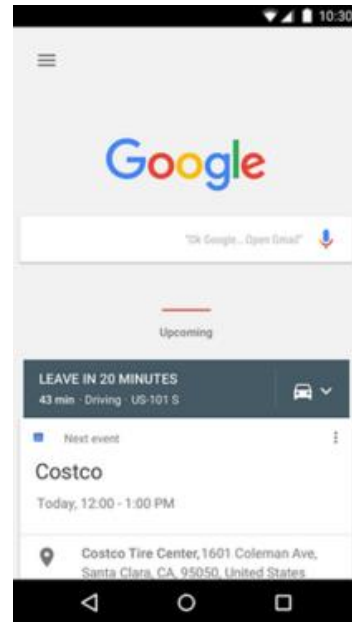 10:30
Google
"Ok Google... Open Gmail"
Upcoming
LEAVE IN 20 MINUTES
43 min · Driving · US-101 S
Next event
Costco
Today, 12:00 - 1:00 PM
Costco Tire Center, 1601 Coleman Ave,
Santa Clara, CA, 95050, United States